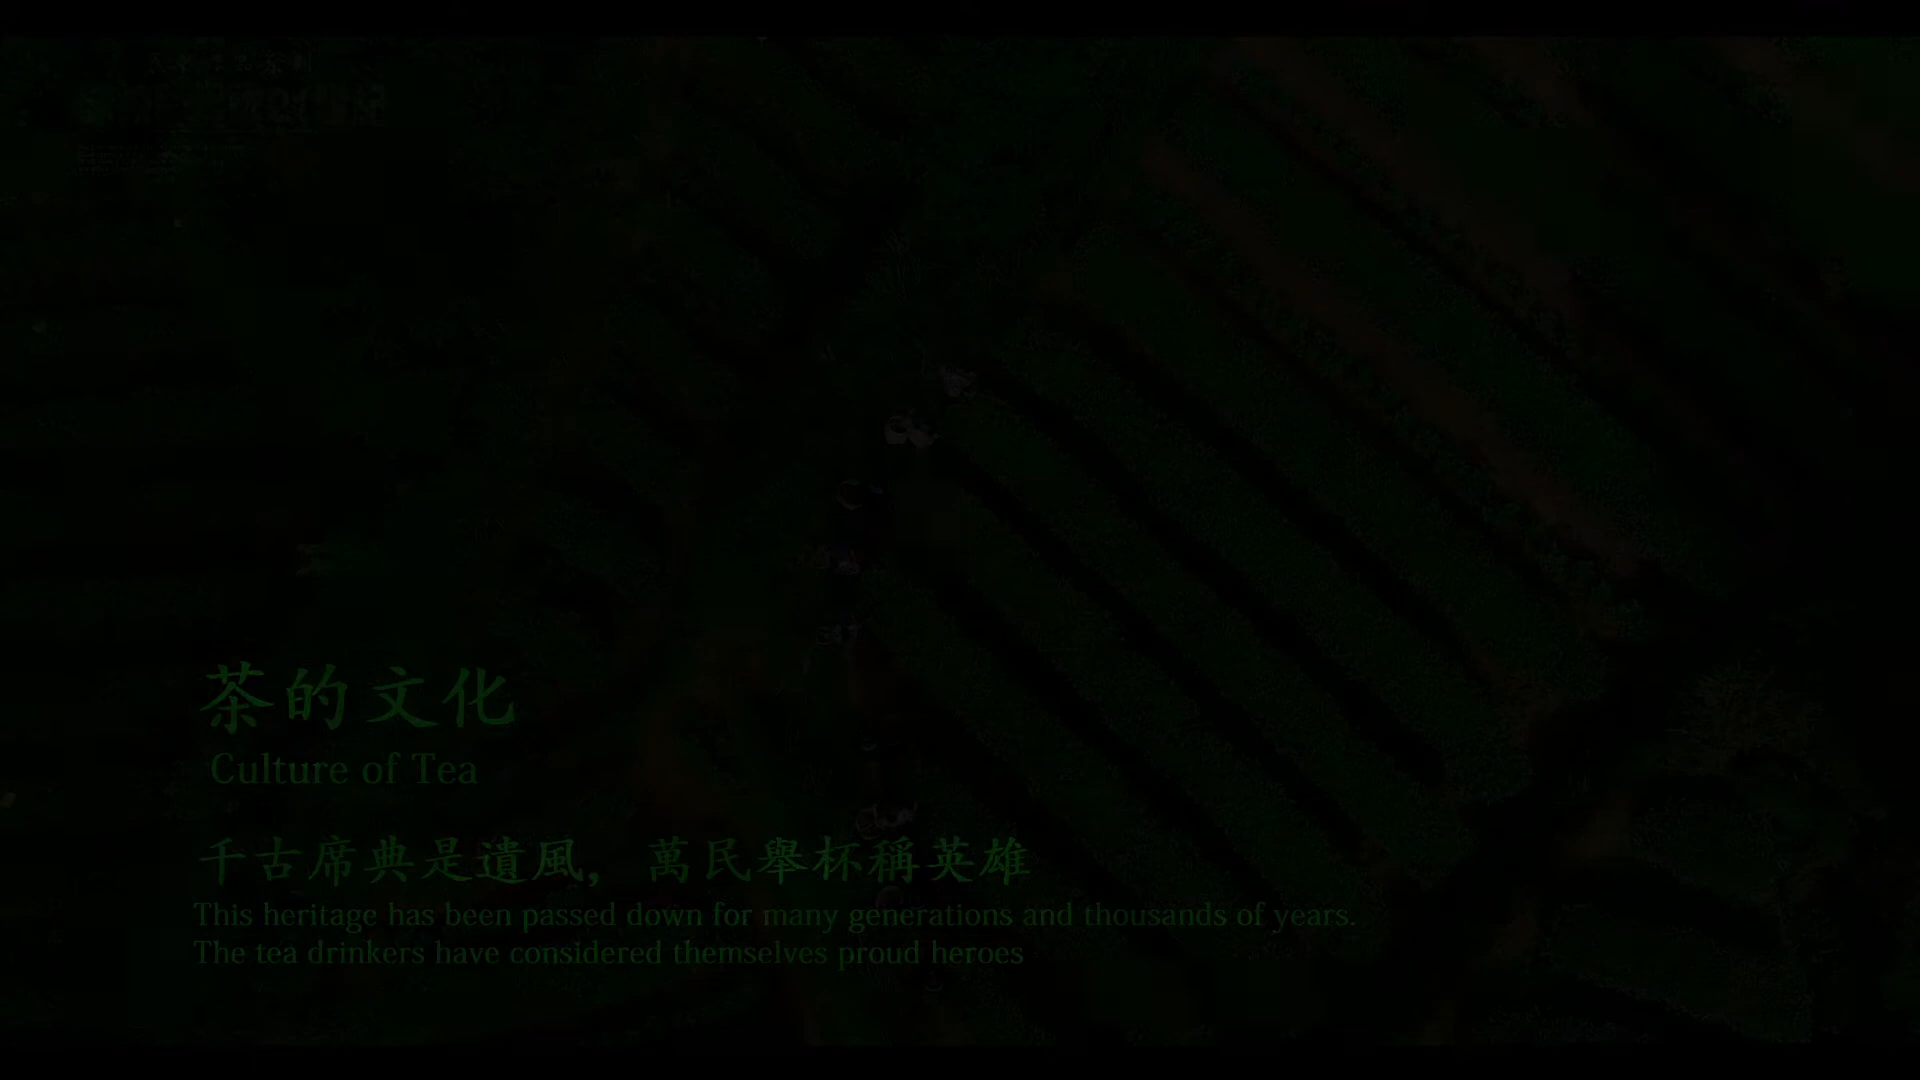 茶的文化
Culture of Tea
千古席典是遺風，萬民舉杯稱英雄
This heritage has been passed down for many generations and thousands of years.
The tea drinkers have considered themselves proud heroes